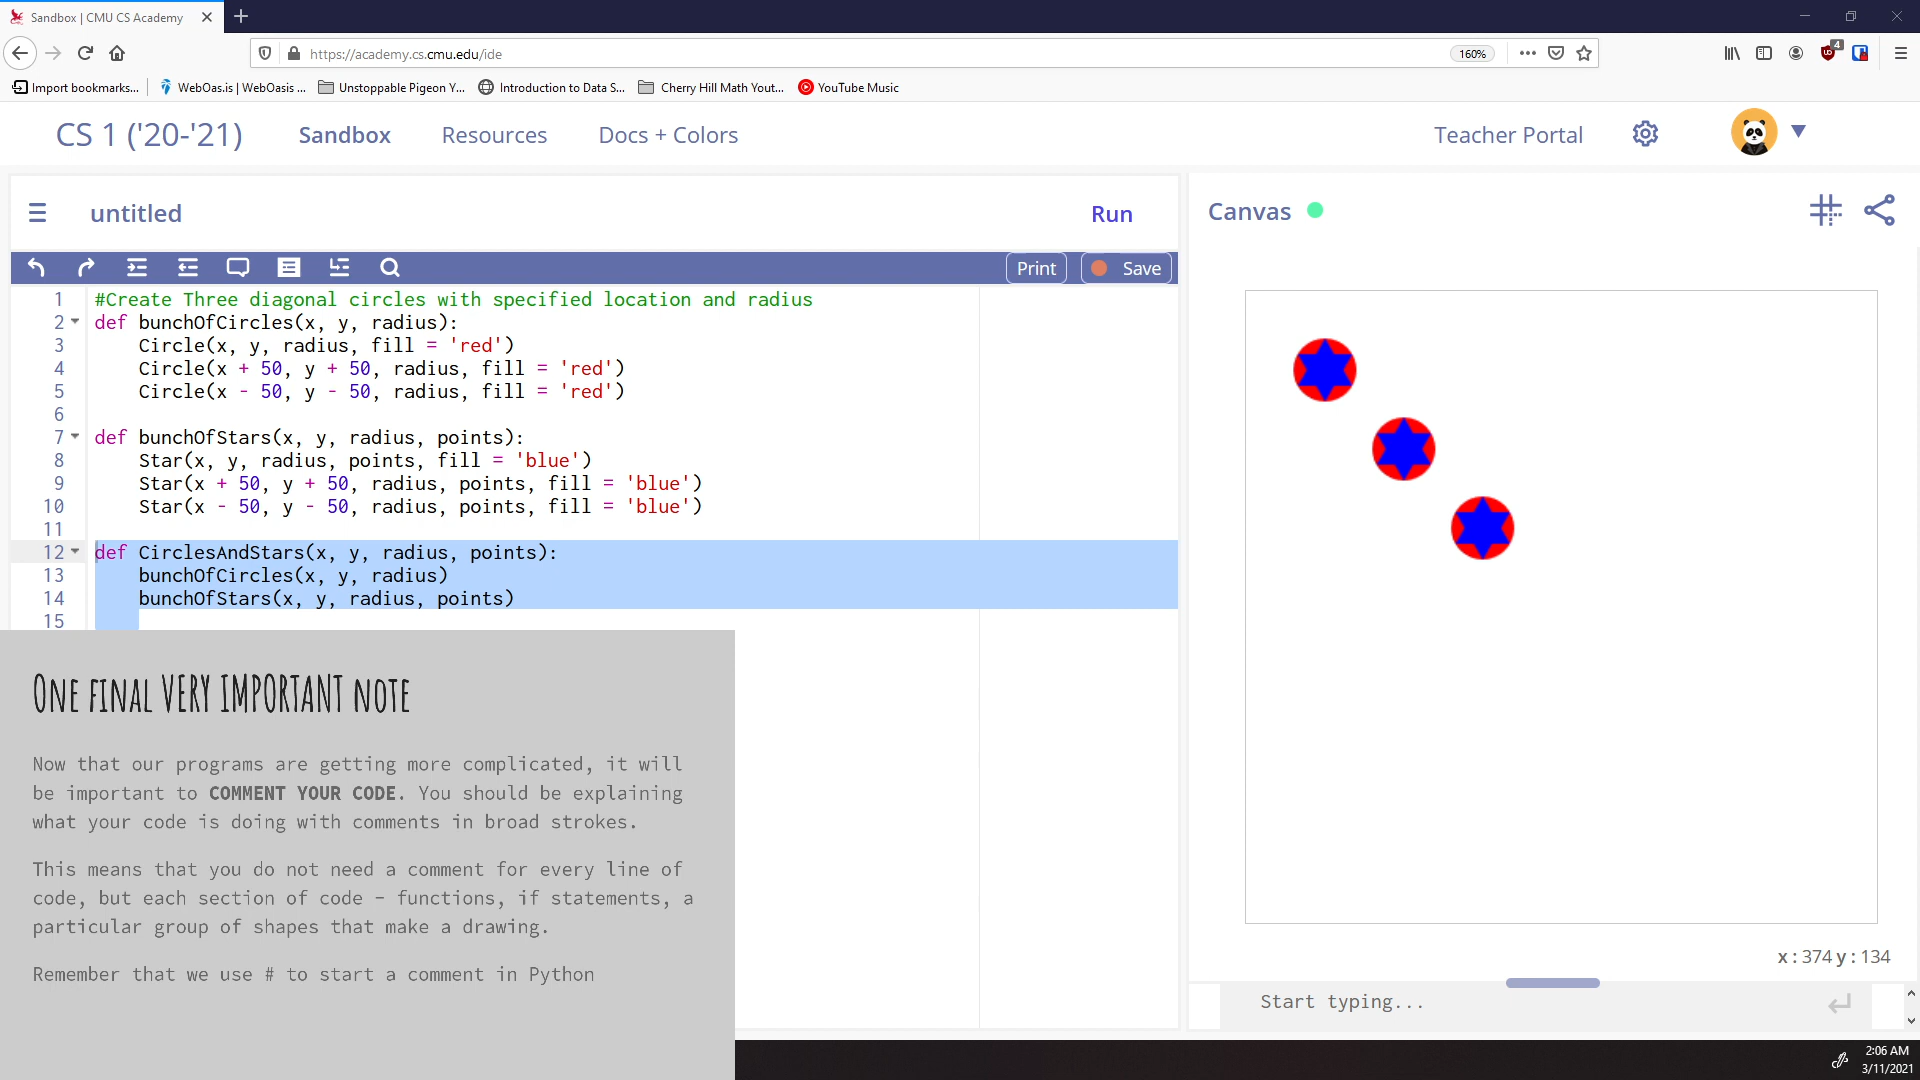 Sandbox | CMU CS Academy
https://academy.cs.cmu.edu/ide
160%
4
Import bookmarks...
WebOas.is | WebOasis ...
Unstoppable Pigeon Y...
Introduction to Data S...
Cherry Hill Math Yout...
YouTube Music
CS 1 ('20-'21)
Sandbox
Resources
Docs + Colors
Teacher Portal
untitled
Run
Canvas
Print
Save
1 #Create Three diagonal circles with specified location and radius
2 def bunchOfCircles(x, y, radius):
3 Circle(x, y, radius, fill = 'red')
4 Circle(x + 50, y + 50, radius, fill = 'red')
5 Circle(x - 50, y - 50, radius, fill = 'red')
6
7 def bunchOfStars(x, y, radius, points):
8 Star(x, y, radius, points, fill = 'blue')
9 Star(x + 50, y + 50, radius, points, fill = 'blue')
10 Star(x - 50, y - 50, radius, points, fill = 'blue')
11
12 def CirclesAndStars(x, y, radius, points):
13 bunchOfCircles(x, y, radius)
14 bunchOfStars(x, y, radius, points)
15
One final VERY IMPORTANT note
Now that our programs are getting more complicated, it will
be important to COMMENT YOUR CODE. You should be explaining
what your code is doing with comments in broad strokes.
This means that you do not need a comment for every line of
code, but each section of code - functions, if statements, a
particular group of shapes that make a drawing.
Remember that we use # to start a comment in Python
x:374 y:134
Start typing...
2:06 AM
3/11/2021